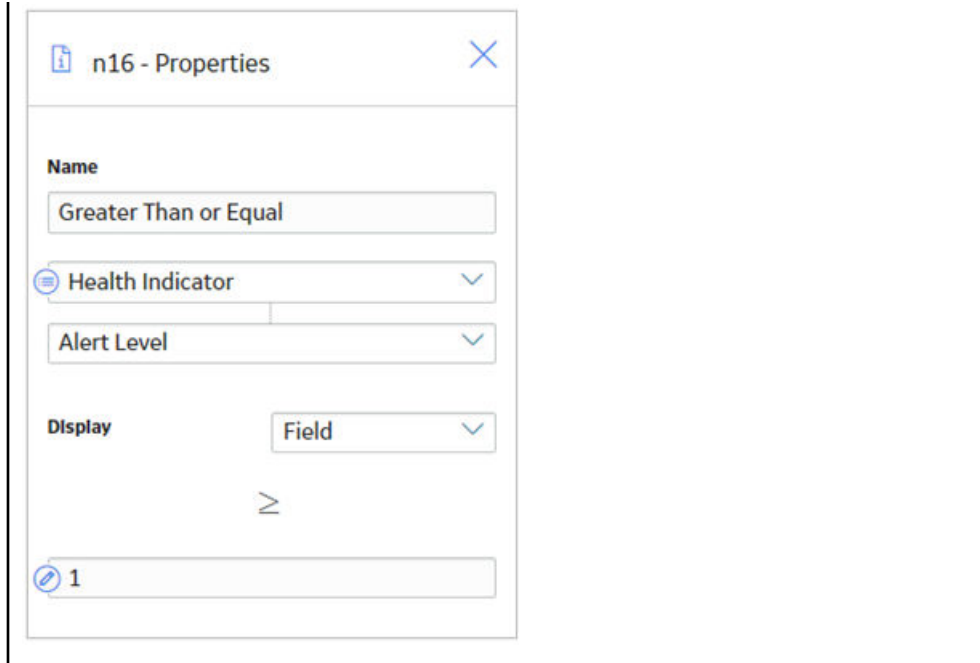 n16 - Properties
Name
Greater Than or Equal
Health Indicator
Alert Level
Display
Field
≥
1